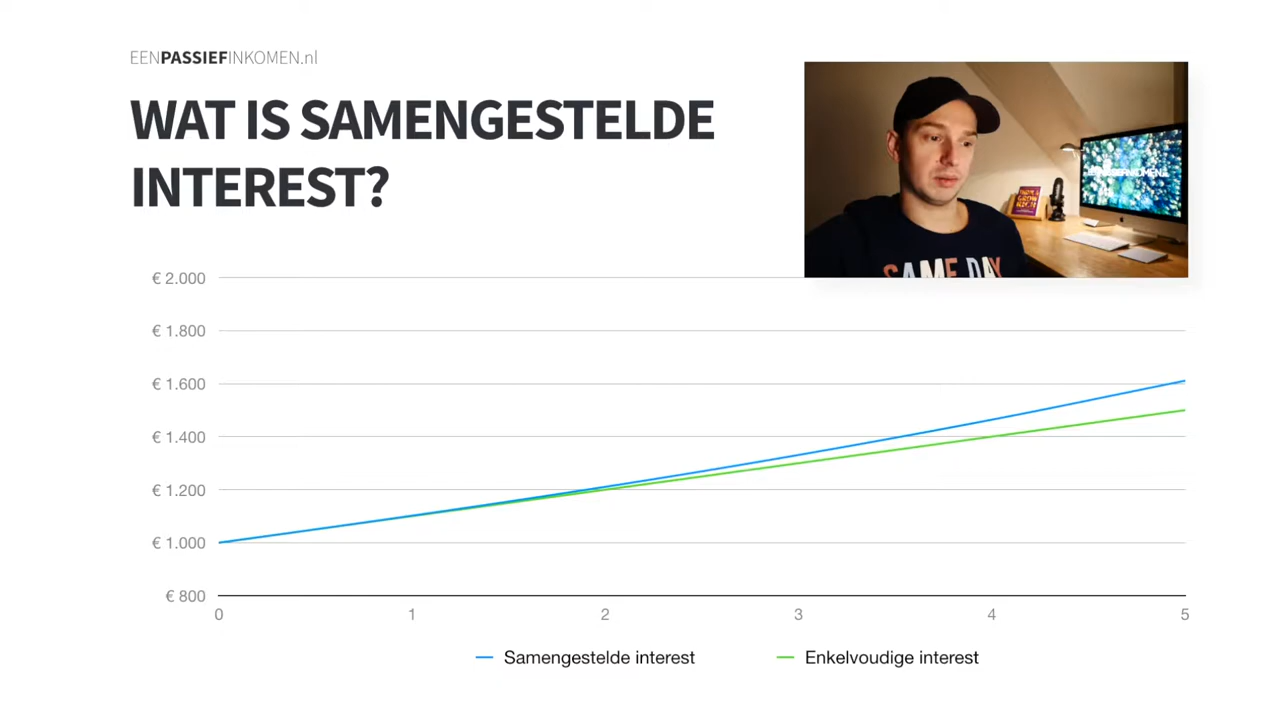 EENPASSIEFINKOMEN.nl
WAT IS SAMENGESTELDE
INTEREST?
SAME DAY
€ 2.000
€ 1.800
€ 1.600
€ 1.400
€ 1.200
€ 1.000
€ 800
0 1 2 3 4 5
Samengestelde interest
Enkelvoudige interest